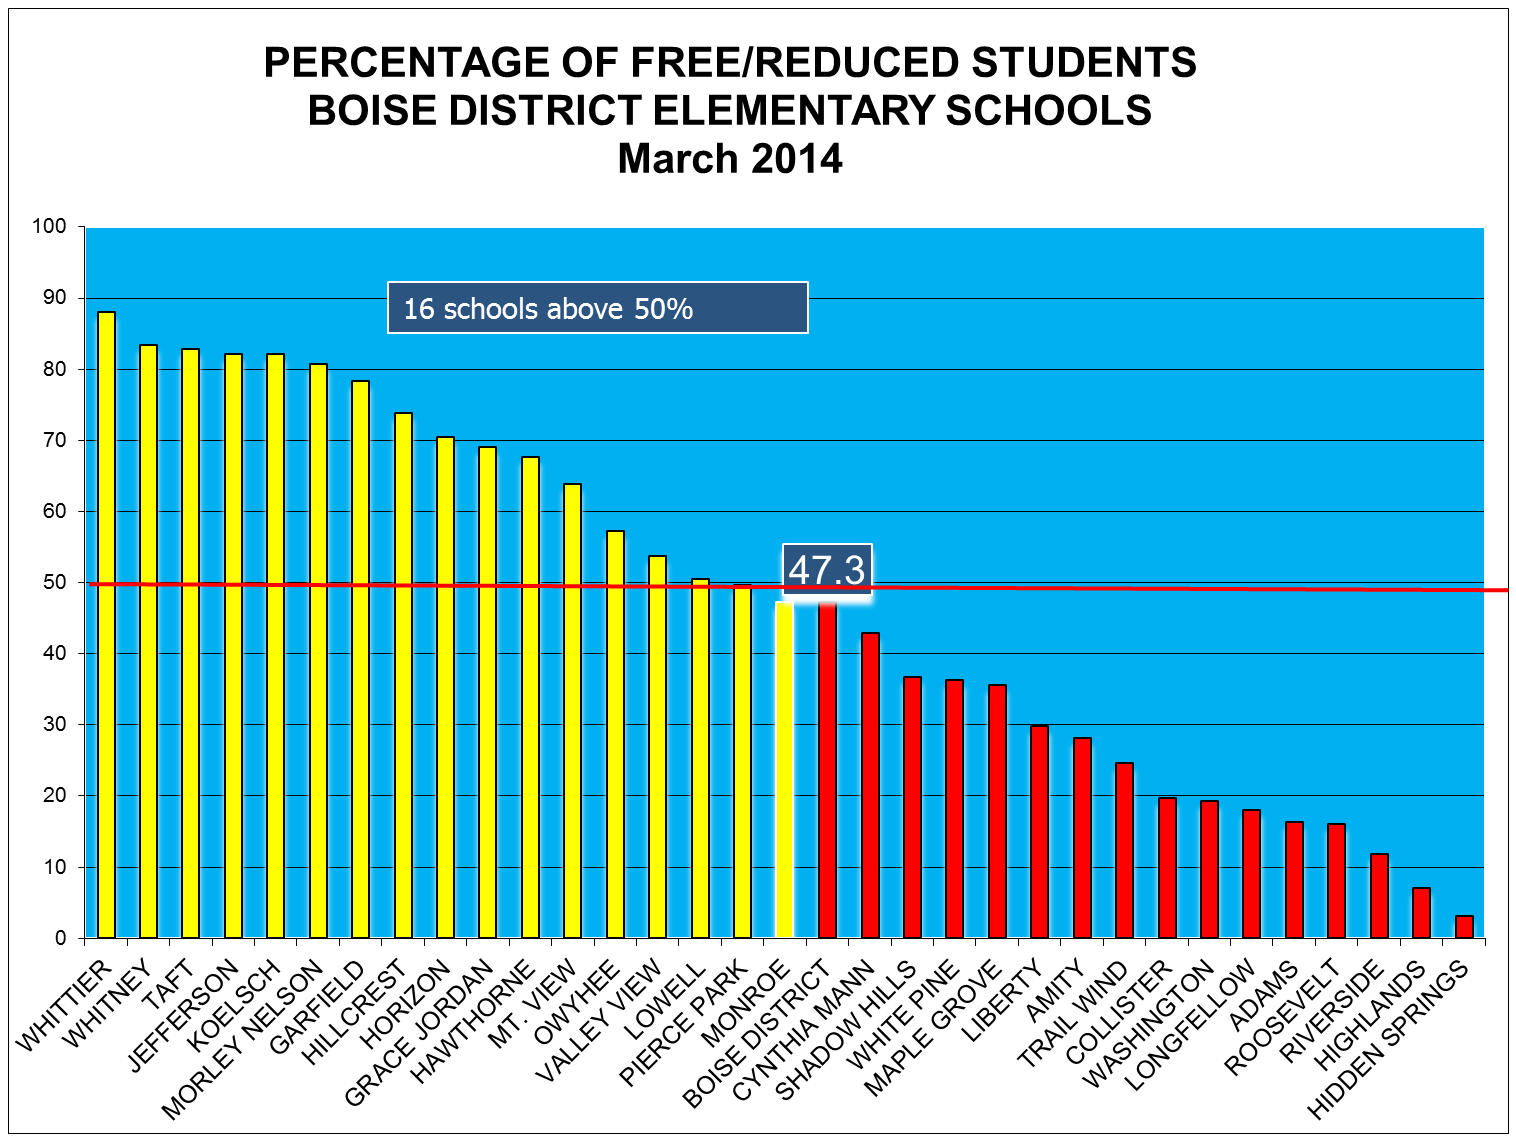 PERCENTAGE OF FREE/REDUCED STUDENTS
BOISE DISTRICT ELEMENTARY SCHOOLS
March 2014
100
90
80
70
60
50
40
30
20
10
0
16 schools above 50%
47.3
WHITTIER
WHITNEY
TAFT
JEFFERSON
KOELSCH
MORLEY NELSON
GARFIELD
HILLCREST
HORIZON
GRACE JORDAN
HAWTHORNE
MT. VIEW
OWYHEE
VALLEY VIEW
LOWELL
PIERCE PARK
MONROE
BOISE DISTRICT
CYNTHIA MANN
SHADOW HILLS
WHITE PINE
MAPLE GROVE
LIBERTY
AMITY
TRAIL WIND
COLLISTER
WASHINGTON
LONGFELLOW
ADAMS
ROOSEVELT
RIVERSIDE
HIGHLANDS
HIDDEN SPRINGS